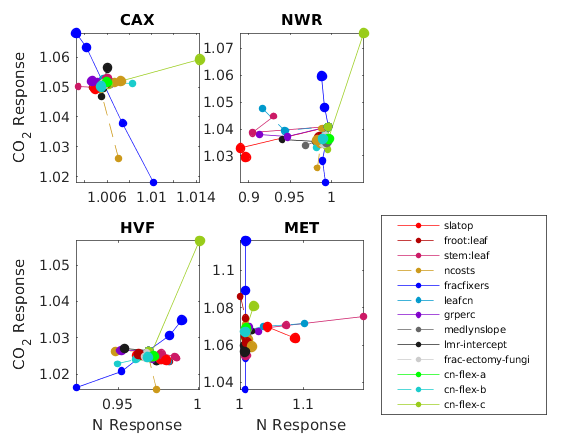 CAX
NWR
CO2 Response
1.06
1.05
1.04
1.03
1.02
1.006
1.014
1.07
1.06
1.05
1.04
1.03
0.9
0.95
1
HVF
MET
CO2 Response
1.05
1.04
1.03
1.02
0.95
1
N Response
1.1
1.08
1.06
1.04
1
1.1
N Response
slatop
froot:leaf
stem:leaf
ncosts
fracfixers
leafcn
grperc
medlynslope
lmr-intercept
frac-ectomy-fungi
cn-flex-a
cn-flex-b
cn-flex-c